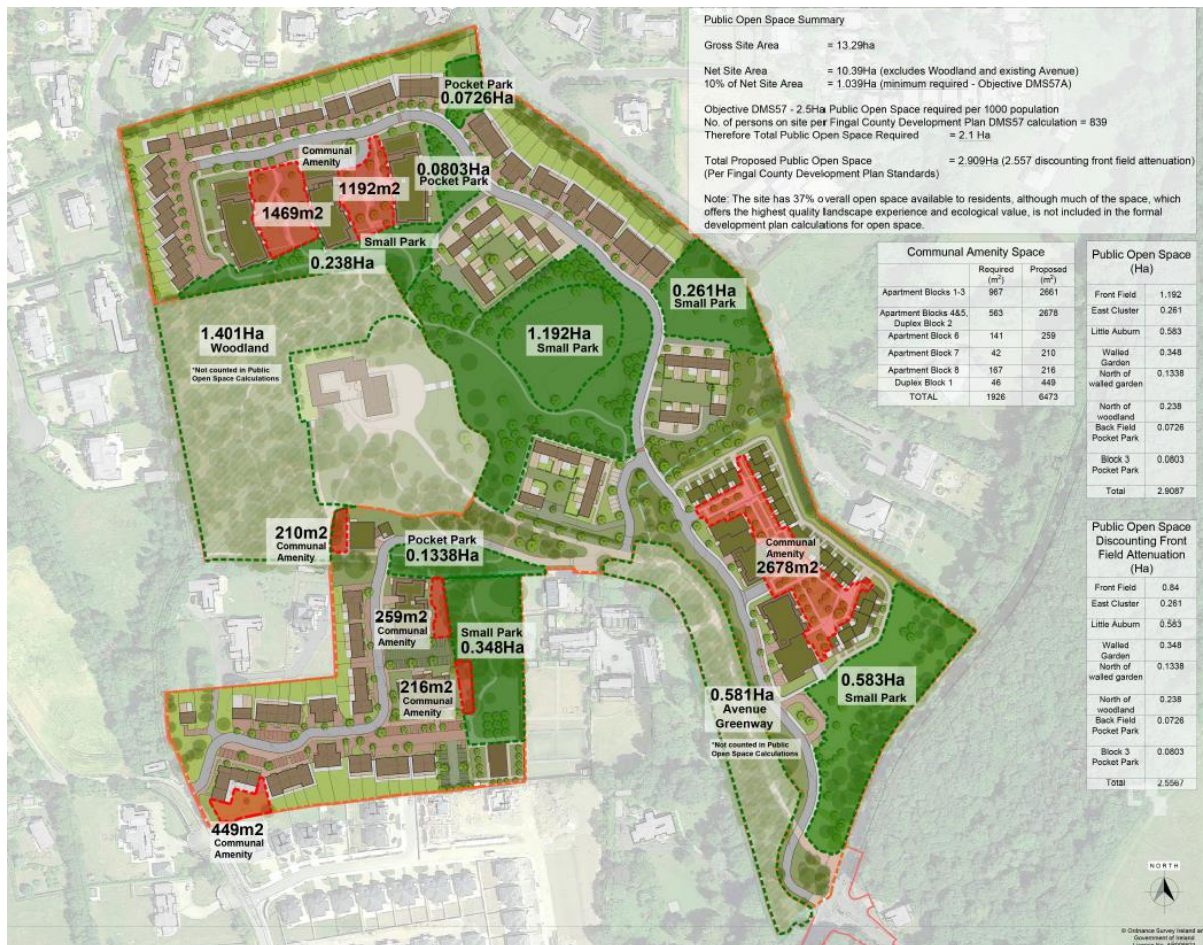 Public Open Space Summary
Gross Site Area = 13.29ha
Net Site Area = 10.39Ha (excludes Woodland and existing Avenue)
10% of Net Site Area = 1.039Ha (minimum required - Objective DMS57A)
Objective DMS57 - 2.5Ha Public Open Space required per 1000 population
No. of persons on site per Fingal County Development Plan DMS57 calculation = 839
Therefore Total Public Open Space Required = 2.1 Ha
Total Proposed Public Open Space = 2.909Ha (2.557 discounting front field attenuation)
(Per Fingal County Development Plan Standards)
Note: The site has 37% overall open space available to residents, although much of the space, which
offers the highest quality landscape experience and ecological value, is not included in the formal
development plan calculations for open space.
Pocket Park
0.0726Ha
Communal
Amenity
1192m2
1469m2
0.0803Ha
Pocket Park
Small Park
0.238Ha
0.261Ha
Small Park
1.401Ha
Woodland
*Not counted in Public
Open Space Calculations
1.192Ha
Small Park
210m2
Communal
Amenity
Pocket Park
0.1338Ha
Communal
Amenity
2678m2
259m2
Communal
Amenity
Small Park
0.348Ha
216m2
Communal
Amenity
0.581Ha
Avenue
Greenway
*Not counted in Public
Open Space Calculations
0.583Ha
Small Park
449m2
Communal
Amenity
Communal Amenity Space
Required (m²) Proposed (m²)
Apartment Blocks 1-3 967 2661
Apartment Blocks 4&5, Duplex Block 2 563 2678
Apartment Block 6 141 259
Apartment Block 7 42 210
Apartment Block 8 167 216
Duplex Block 1 46 449
TOTAL 1926 6473
Public Open Space
(Ha)
Front Field 1.192
East Cluster 0.261
Little Auburn 0.583
Walled Garden 0.348
North of walled garden 0.1338
North of woodland 0.238
Back Field Pocket Park 0.0726
Block 3 Pocket Park 0.0803
Total 2.9087
Public Open Space
Discounting Front
Field Attenuation
(Ha)
Front Field 0.84
East Cluster 0.261
Little Auburn 0.583
Walled Garden 0.348
North of walled garden 0.1338
North of woodland 0.238
Back Field Pocket Park 0.0726
Block 3 Pocket Park 0.0803
Total 2.5567
NORTH
© Ordnance Survey Ireland
Government of Ireland